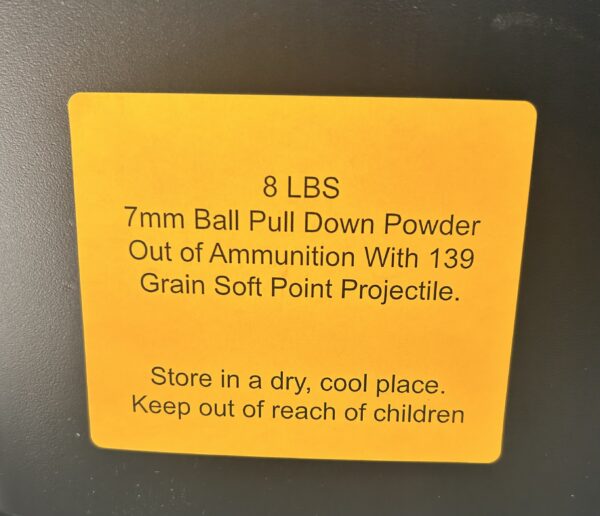 8 LBS
7mm Ball Pull Down Powder
Out of Ammunition With 139
Grain Soft Point Projectile.
Store in a dry, cool place.
Keep out of reach of children